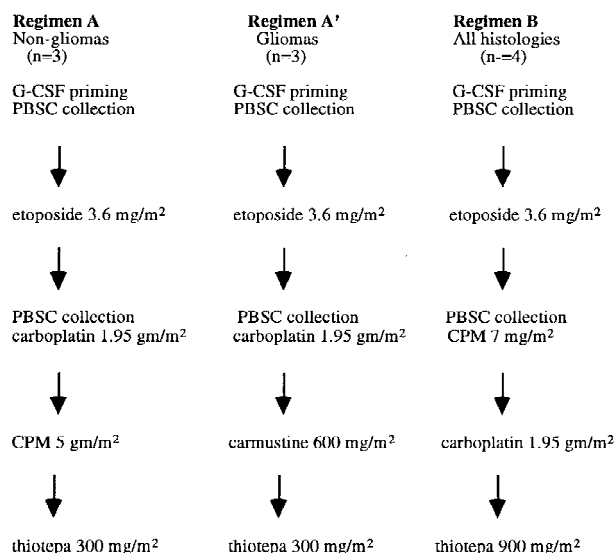 Regimen A
Non-gliomas
(n=3)
G-CSF priming
PBSC collection
etoposide 3.6 mg/m²
PBSC collection
carboplatin 1.95 gm/m²
CPM 5 gm/m²
thiotepa 300 mg/m²
Regimen A'
Gliomas
(n=3)
G-CSF priming
PBSC collection
etoposide 3.6 mg/m²
PBSC collection
carboplatin 1.95 gm/m²
carmustine 600 mg/m²
thiotepa 300 mg/m²
Regimen B
All histologies
(n-=4)
G-CSF priming
PBSC collection
etoposide 3.6 mg/m²
PBSC collection
CPM 7 mg/m²
carboplatin 1.95 gm/m²
thiotepa 900 mg/m²